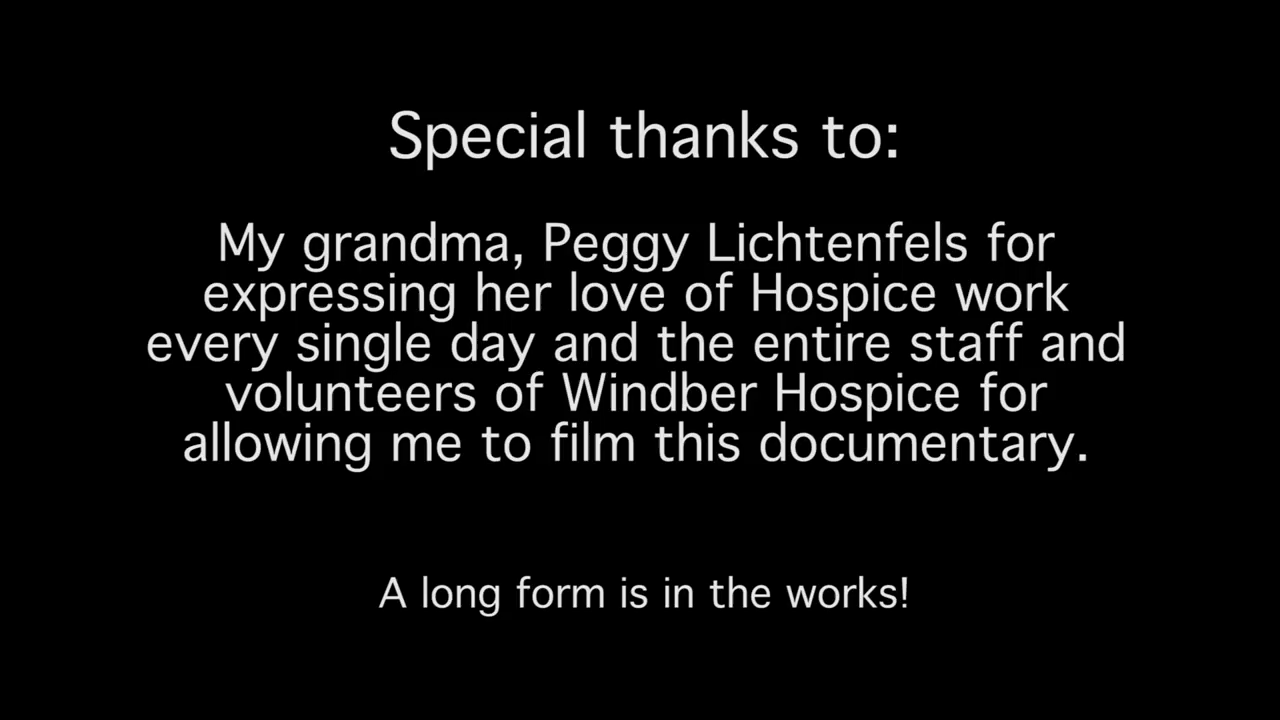 Special thanks to:
My grandma, Peggy Lichtenfels for
expressing her love of Hospice work
every single day and the entire staff and
volunteers of Windber Hospice for
allowing me to film this documentary.
A long form is in the works!